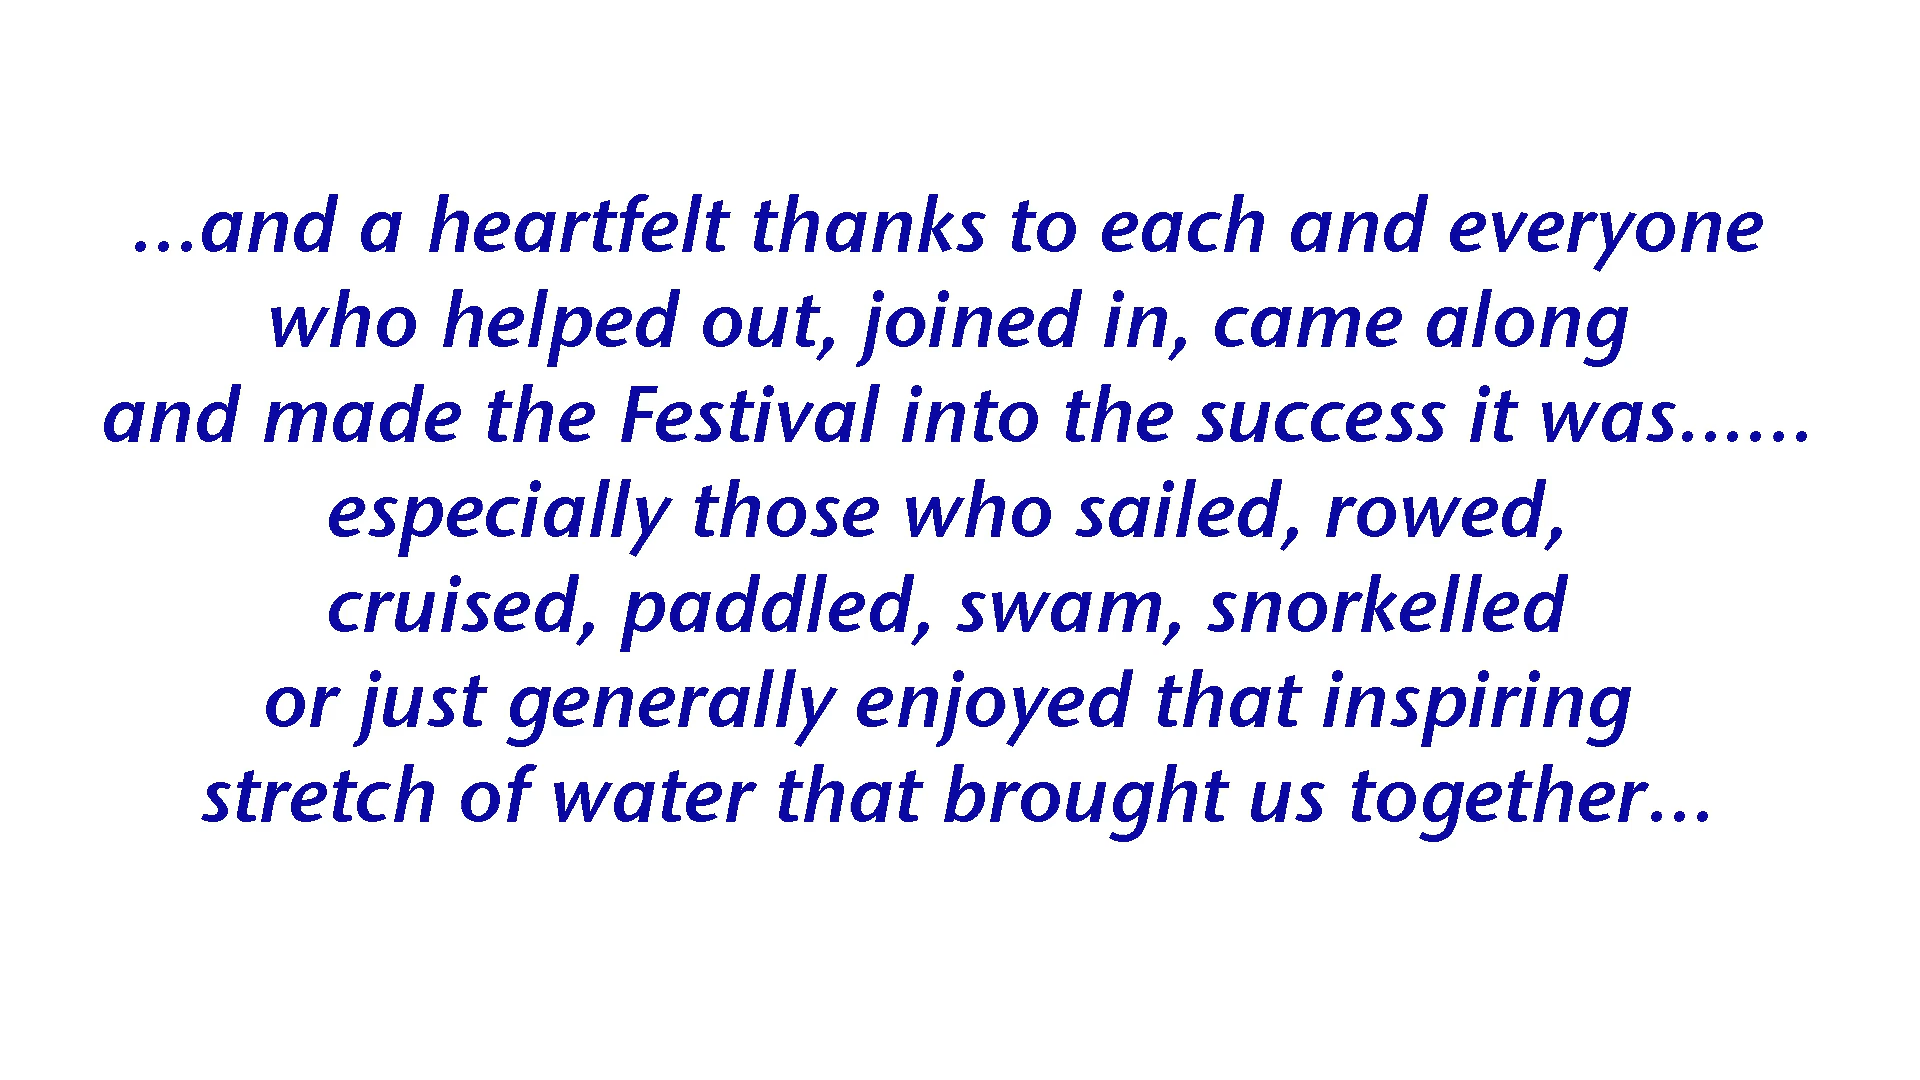 ...and a heartfelt thanks to each and everyone
who helped out, joined in, came along
and made the Festival into the success it was......
especially those who sailed, rowed,
cruised, paddled, swam, snorkelled
or just generally enjoyed that inspiring
stretch of water that brought us together...